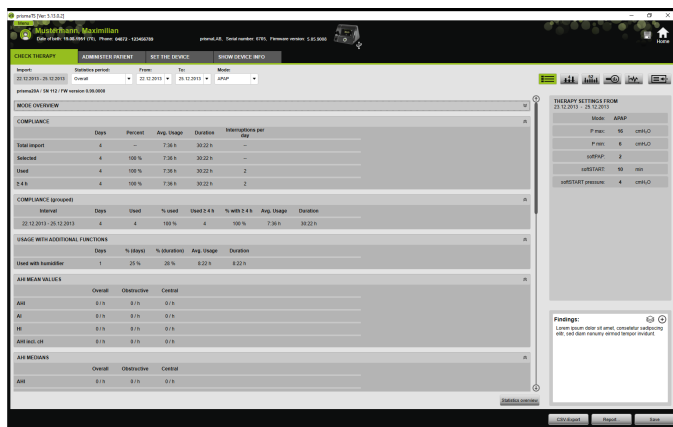 prismaTS [Ver: 5.13.0.2]
Menu
Mustermann, Maximilian
Date of birth: 19.08.1951 (70), Phone: 04872 - 123456789
prismaLAB, Serial number: 6785, Firmware version: 5.05.0008
Home
CHECK THERAPY ADMINISTER PATIENT SET THE DEVICE SHOW DEVICE INFO
Import: Statistics period: From: To: Mode:
22.12.2013 - 25.12.2013 Overall 22.12.2013 25.12.2013 APAP
prisma20A / SN 112 / FW version 0.99.0000
MODE OVERVIEW
COMPLIANCE
Days Percent Avg. Usage Duration Interruptions per day
Total import 4 – 7:36 h 30:22 h –
Selected 4 100 % 7:36 h 30:22 h –
Used 4 100 % 7:36 h 30:22 h 2
≥ 4 h 4 100 % 7:36 h 30:22 h 2
COMPLIANCE (grouped)
Interval Days Used % used Used ≥ 4 h % with ≥ 4 h Avg. Usage Duration
22.12.2013 - 25.12.2013 4 4 100 % 4 100 % 7:36 h 30:22 h
USAGE WITH ADDITIONAL FUNCTIONS
Days % (days) % (duration) Avg. Usage Duration
Used with humidifier 1 25 % 28 % 8:22 h 8:22 h
AHI MEAN VALUES
Overall Obstructive Central
AHI 0 / h 0 / h 0 / h
AI 0 / h 0 / h 0 / h
HI 0 / h 0 / h 0 / h
AHI incl. cH 0 / h 0 / h 0 / h
AHI MEDIANS
Overall Obstructive Central
AHI 0 / h 0 / h 0 / h
Statistics overview
THERAPY SETTINGS FROM
23.12.2013 - 25.12.2013
Mode: APAP
P max: 16 cmH₂O
P min: 6 cmH₂O
softPAP: 2
softSTART: 10 min
softSTART pressure: 4 cmH₂O
Findings:
Lorem ipsum dolor sit amet, consetetur sadipscing
elitr, sed diam nonumy eirmod tempor invidunt.
CSV-Export Report... Save